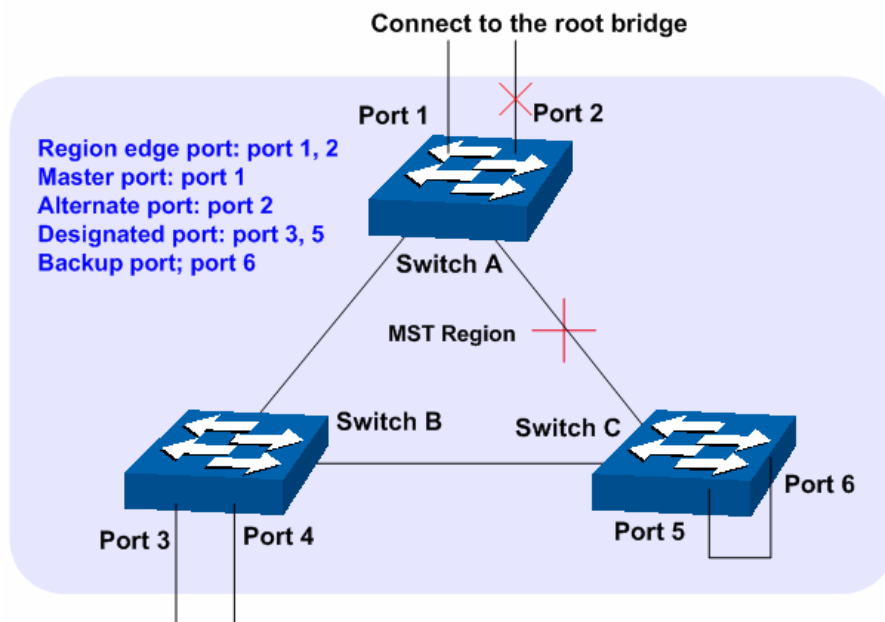 Connect to the root bridge
Port 1
Port 2
Region edge port: port 1, 2
Master port: port 1
Alternate port: port 2
Designated port: port 3, 5
Backup port; port 6
Switch A
MST Region
Switch B
Switch C
Port 3
Port 4
Port 5
Port 6